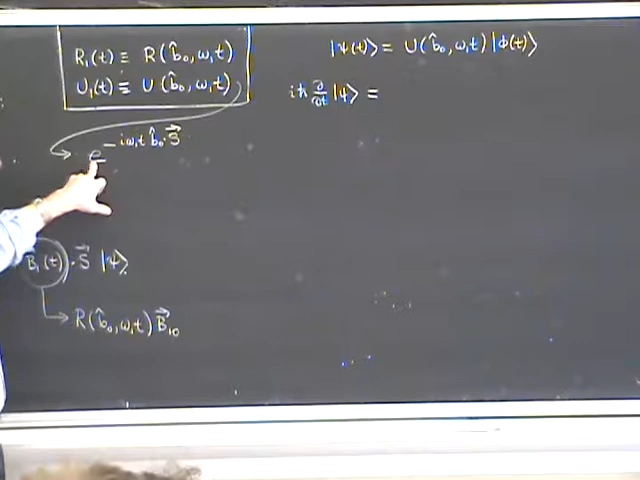 R₁(t) ≡ R(b̂₀,ω₁t)
U₁(t) ≡ U(b̂₀,ω₁t)
e^{-iω₁t b̂₀·S⃗}
B₁(t)·S⃗ |ψ⟩
R(b̂₀,ω₁t)B⃗₁₀
|ψ(t)⟩ = U(b̂₀,ω₁t)|ϕ(t)⟩
iħ ∂/∂t |ψ⟩ =